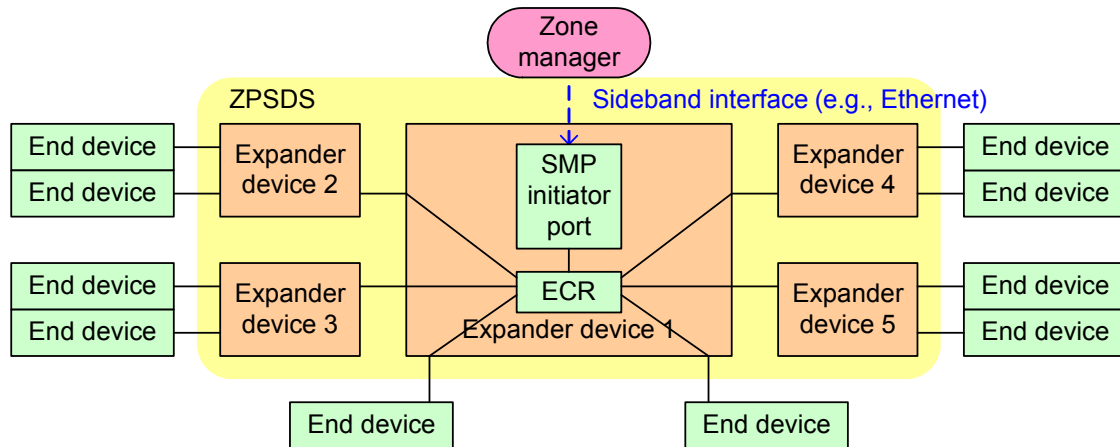 Zone
manager
ZPSDS
Sideband interface (e.g., Ethernet)
End device
End device
Expander
device 2
SMP
initiator
port
Expander
device 4
End device
End device
End device
End device
Expander
device 3
ECR
Expander device 1
Expander
device 5
End device
End device
End device
End device